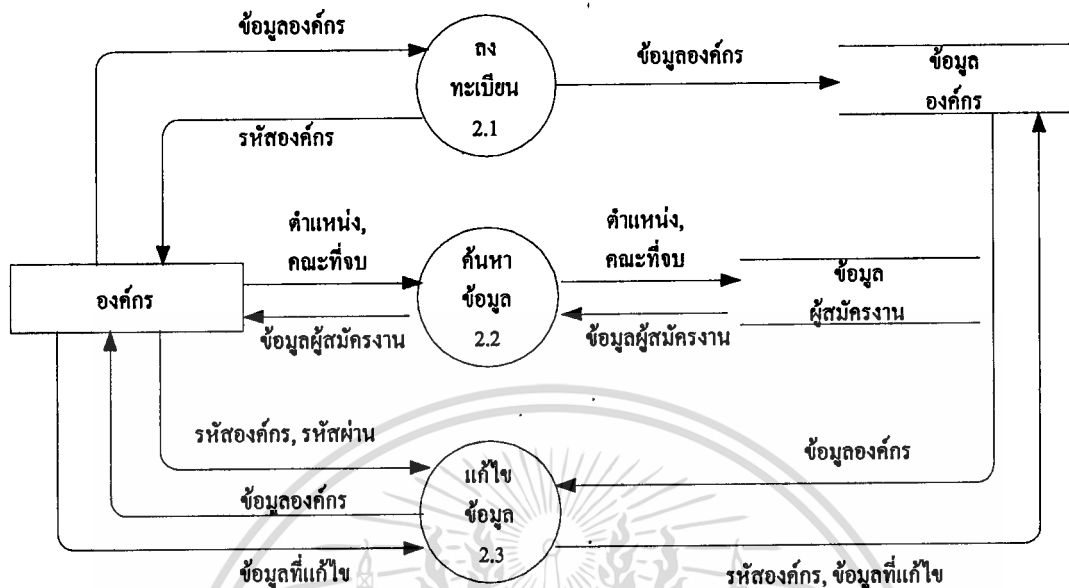 ข้อมูลองค์กร
ลง
ทะเบียน
2.1
ข้อมูลองค์กร
ข้อมูล
องค์กร
รหัสองค์กร
องค์กร
ตำแหน่ง,
คณะที่จบ
ค้นหา
ข้อมูล
2.2
ตำแหน่ง,
คณะที่จบ
ข้อมูล
ผู้สมัครงาน
ข้อมูลผู้สมัครงาน
ข้อมูลผู้สมัครงาน
รหัสองค์กร, รหัสผ่าน
แก้ไข
ข้อมูล
2.3
ข้อมูลองค์กร
ข้อมูลองค์กร
ข้อมูลที่แก้ไข
รหัสองค์กร, ข้อมูลที่แก้ไข